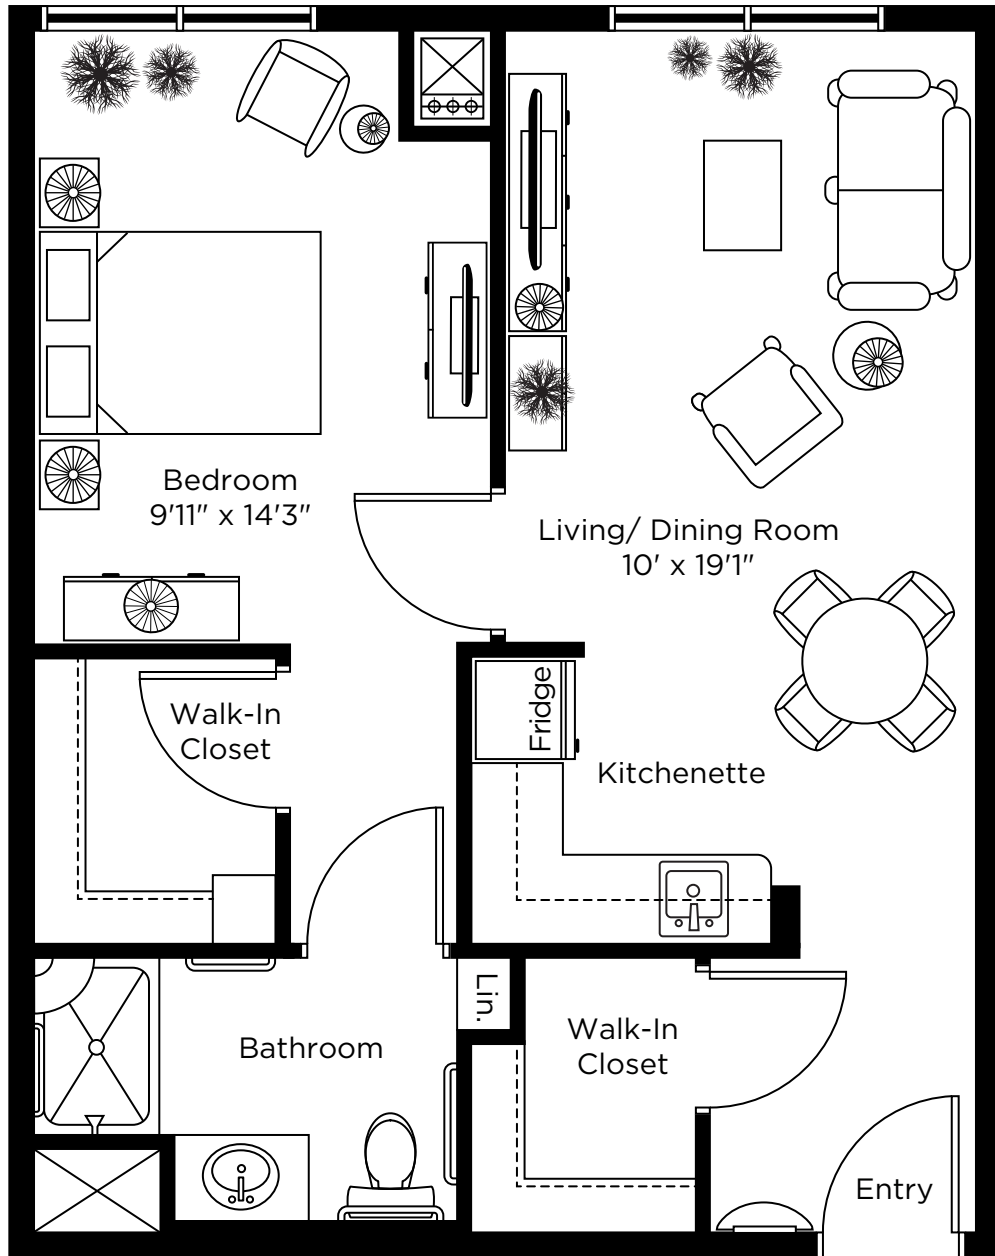 Bedroom
9'11" x 14'3"
Living/ Dining Room
10' x 19'1"
Fridge
Walk-In
Closet
Kitchenette
Lin.
Walk-In
Closet
Bathroom
Entry